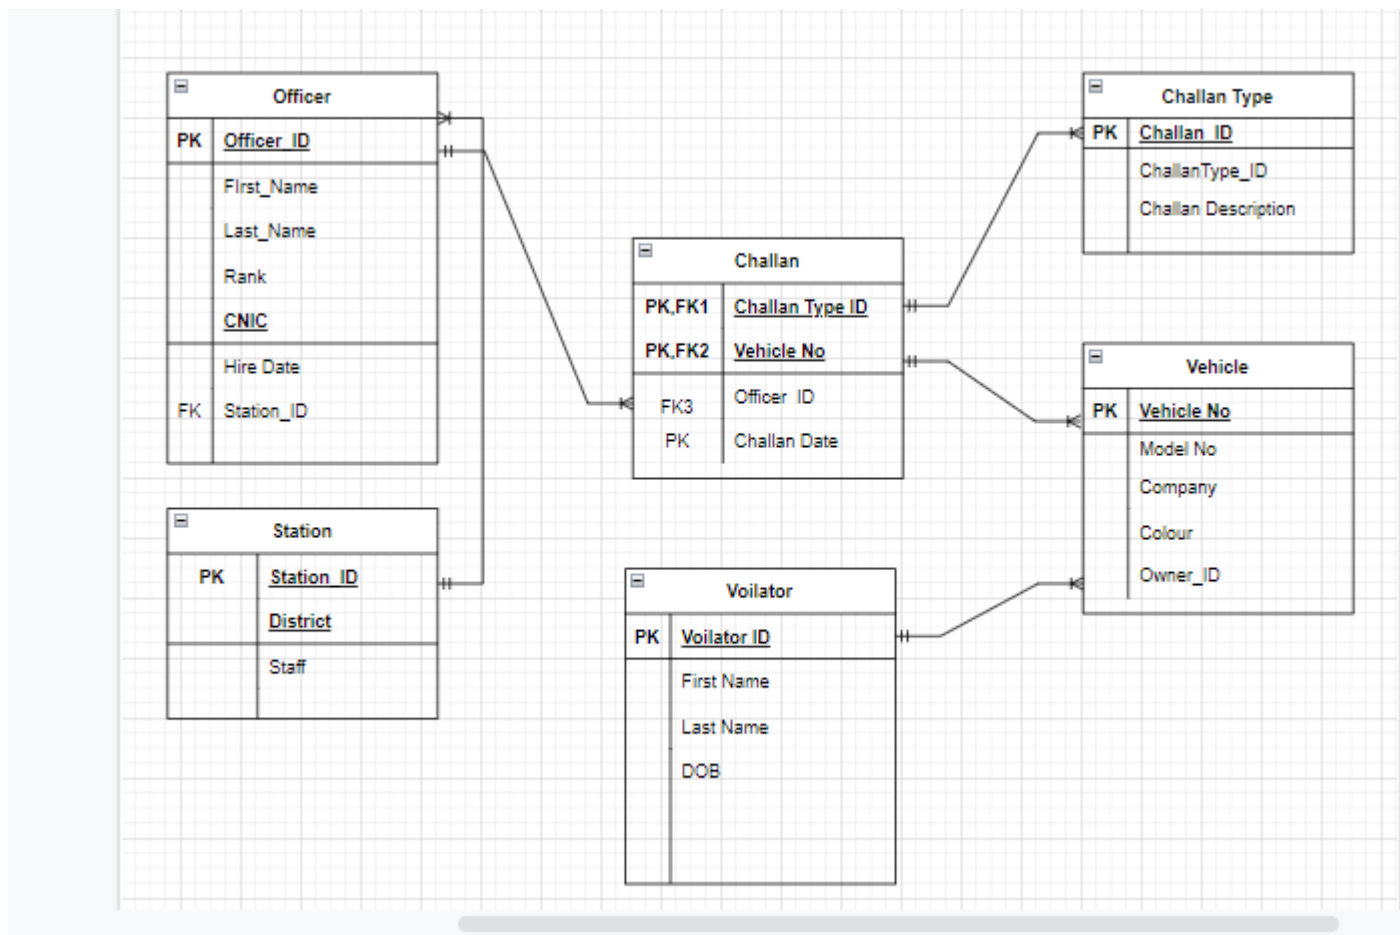 Officer
PK Officer_ID
FIrst_Name
Last_Name
Rank
CNIC
Hire Date
FK Station_ID
Station
PK Station_ID
District
Staff
Challan
PK,FK1 Challan Type ID
PK,FK2 Vehicle No
FK3 Officer_ID
PK Challan Date
Voilator
PK Voilator ID
First Name
Last Name
DOB
Challan Type
PK Challan_ID
ChallanType_ID
Challan Description
Vehicle
PK Vehicle No
Model No
Company
Colour
Owner_ID